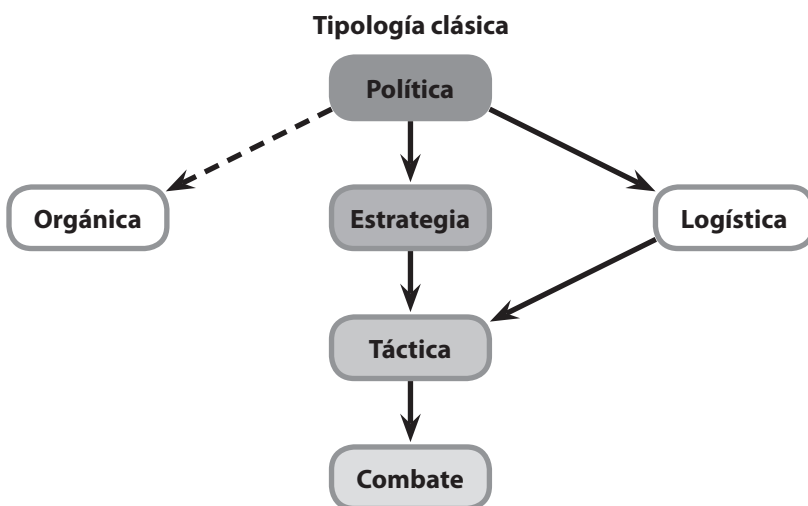 Tipología clásica
Política
Orgánica
Estrategia
Logística
Táctica
Combate